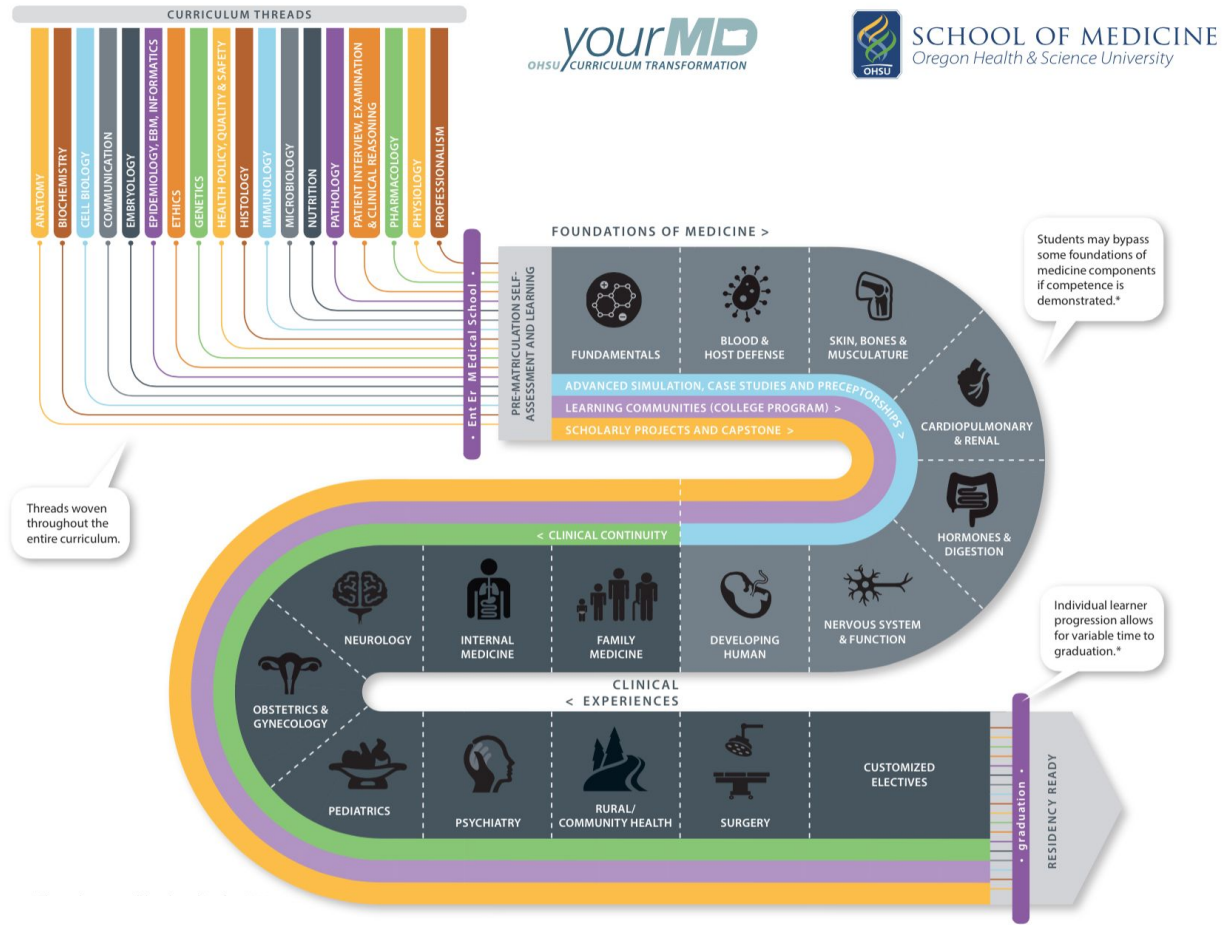 CURRICULUM THREADS
ANATOMY
BIOCHEMISTRY
CELL BIOLOGY
COMMUNICATION
EMBRYOLOGY
EPIDEMIOLOGY, EBM, INFORMATICS
ETHICS
GENETICS
HEALTH POLICY, QUALITY & SAFETY
HISTOLOGY
IMMUNOLOGY
MICROBIOLOGY
NUTRITION
PATHOLOGY
PATIENT INTERVIEW, EXAMINATION
& CLINICAL REASONING
PHARMACOLOGY
PHYSIOLOGY
PROFESSIONALISM
yourMD
OHSU CURRICULUM TRANSFORMATION
OHSU
SCHOOL OF MEDICINE
Oregon Health & Science University
• Ent Er MEdical School •
PRE-MATRICULATION SELF-
ASSESSMENT AND LEARNING
FOUNDATIONS OF MEDICINE >
FUNDAMENTALS
BLOOD &
HOST DEFENSE
SKIN, BONES &
MUSCULATURE
CARDIOPULMONARY
& RENAL
HORMONES &
DIGESTION
NERVOUS SYSTEM
& FUNCTION
DEVELOPING
HUMAN
ADVANCED SIMULATION, CASE STUDIES AND PRECEPTORSHIPS >
LEARNING COMMUNITIES (COLLEGE PROGRAM) >
SCHOLARLY PROJECTS AND CAPSTONE >
Students may bypass
some foundations of
medicine components
if competence is
demonstrated.*
Threads woven
throughout the
entire curriculum.
< CLINICAL CONTINUITY
FAMILY
MEDICINE
INTERNAL
MEDICINE
NEUROLOGY
OBSTETRICS &
GYNECOLOGY
PEDIATRICS
PSYCHIATRY
RURAL/
COMMUNITY HEALTH
SURGERY
CUSTOMIZED
ELECTIVES
CLINICAL
< EXPERIENCES
Individual learner
progression allows
for variable time to
graduation.*
• graduation •
RESIDENCY READY